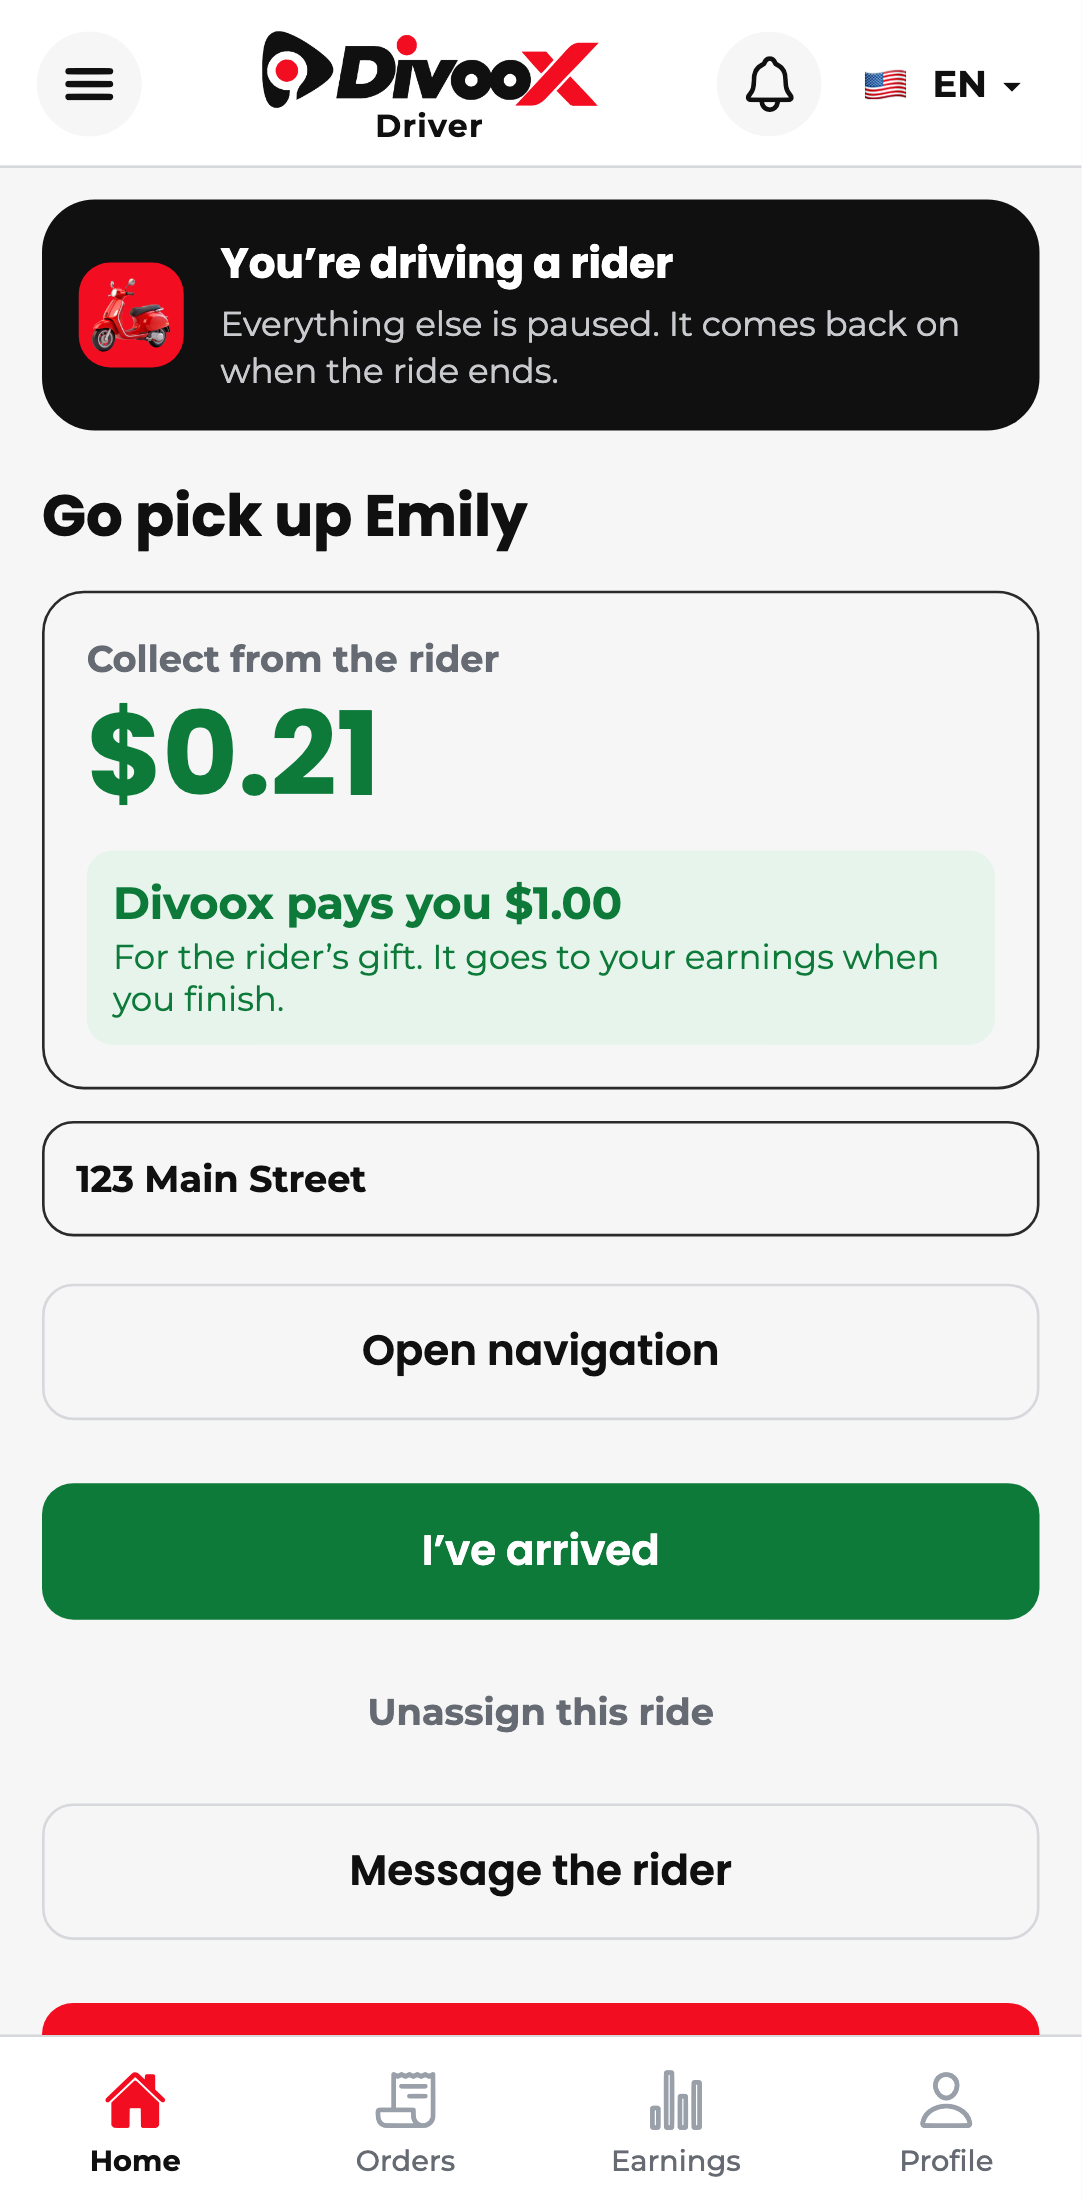 DivooX
Driver
EN
You’re driving a rider
Everything else is paused. It comes back on
when the ride ends.
Go pick up Emily
Collect from the rider
$0.21
Divoox pays you $1.00
For the rider’s gift. It goes to your earnings when
you finish.
123 Main Street
Open navigation
I’ve arrived
Unassign this ride
Message the rider
Home
Orders
Earnings
Profile